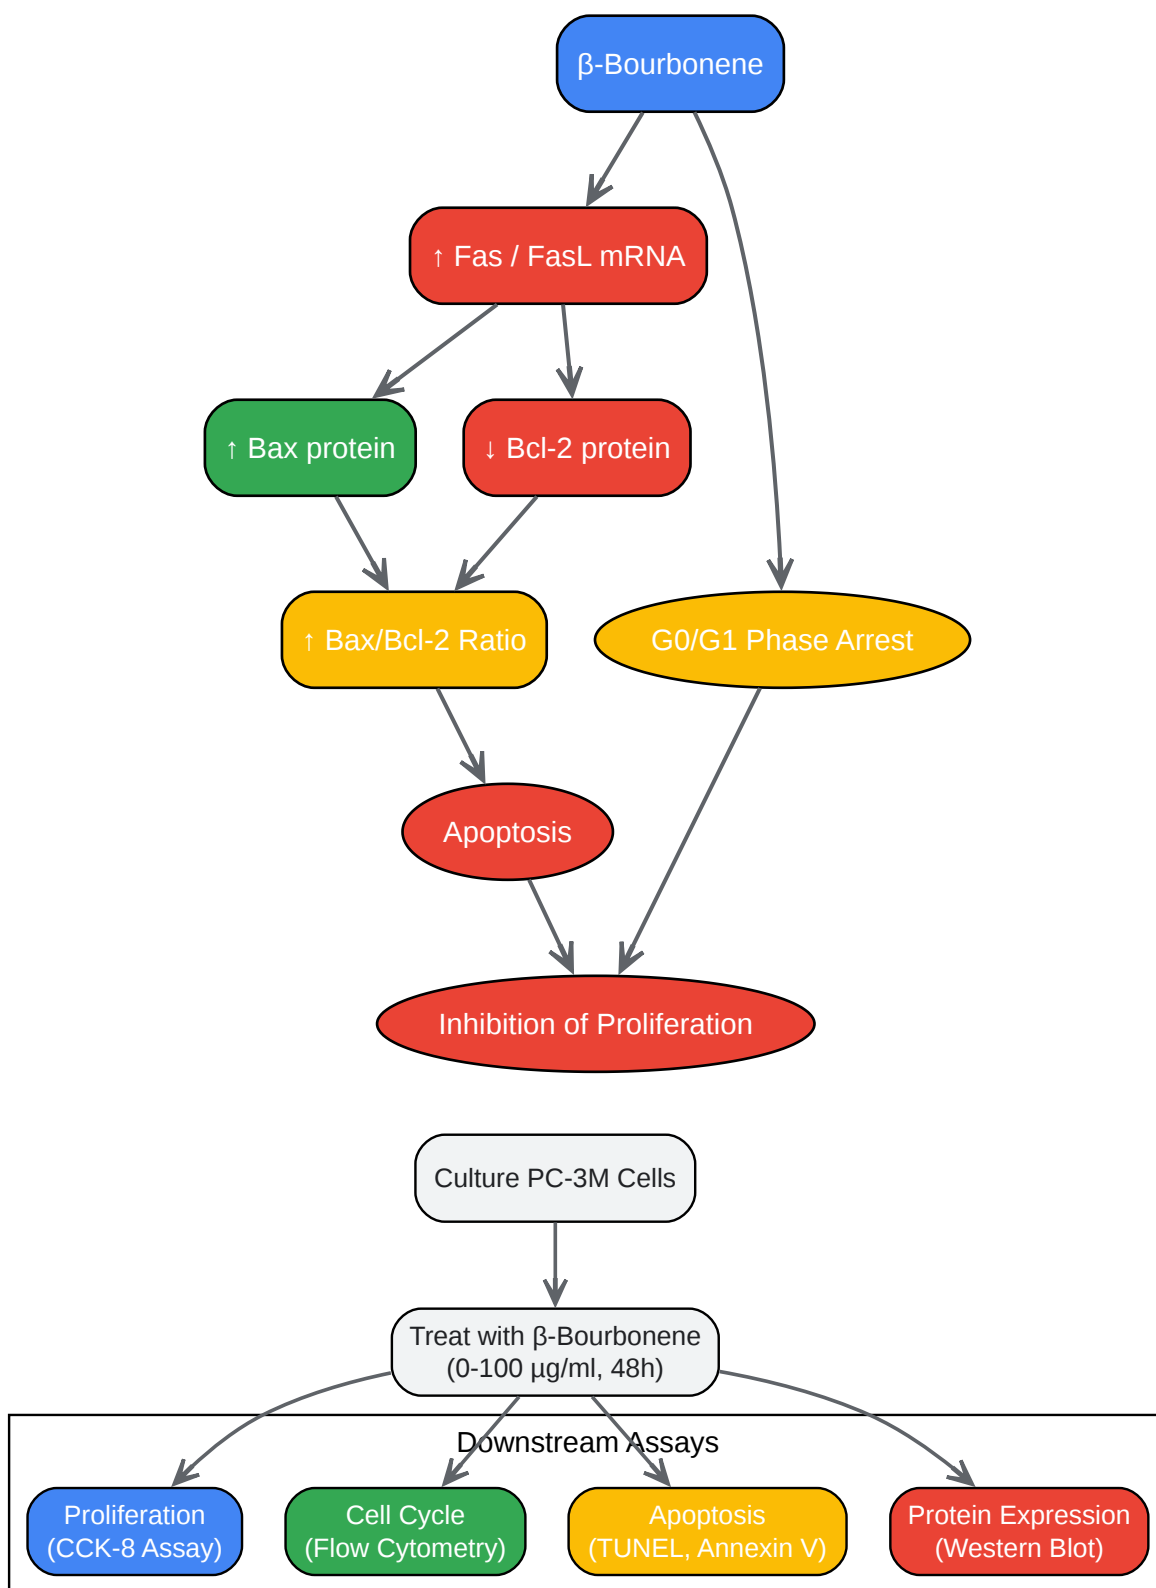 β-Bourbonene
↑ Fas / FasL mRNA
↑ Bax protein
↓ Bcl-2 protein
↑ Bax/Bcl-2 Ratio
G0/G1 Phase Arrest
Apoptosis
Inhibition of Proliferation
Culture PC-3M Cells
Treat with β-Bourbonene
(0-100 µg/ml, 48h)
Downstream Assays
Proliferation
(CCK-8 Assay)
Cell Cycle
(Flow Cytometry)
Apoptosis
(TUNEL, Annexin V)
Protein Expression
(Western Blot)